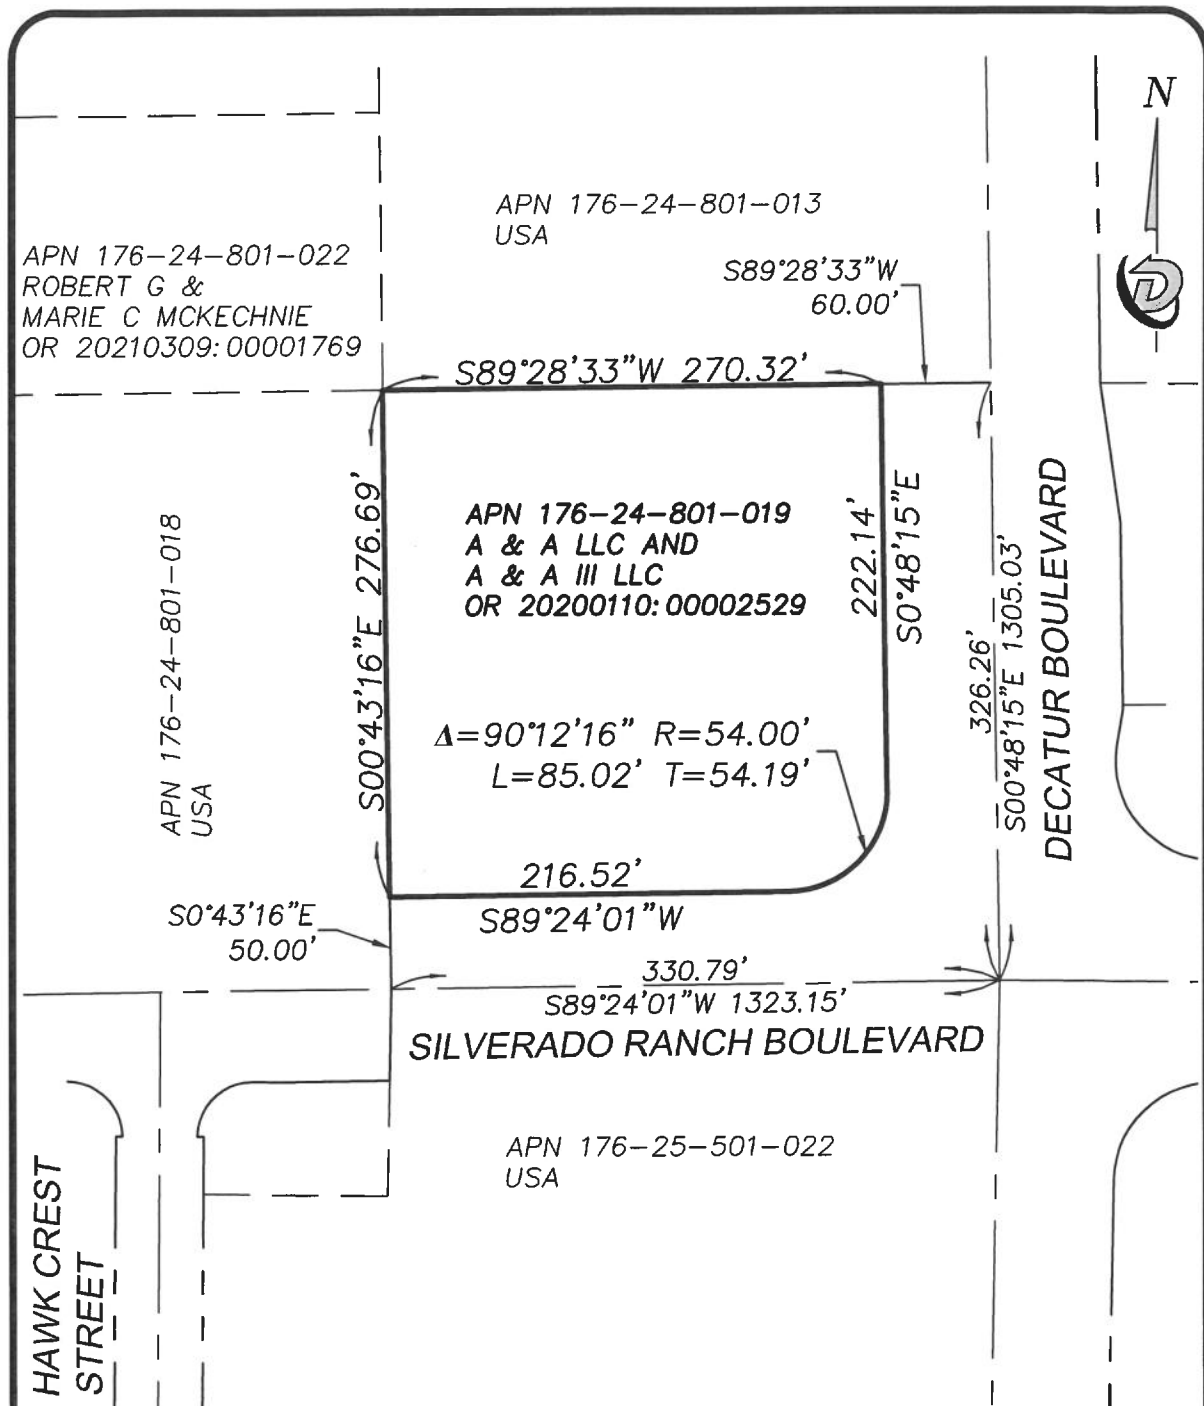 N
APN 176-24-801-013
USA
APN 176-24-801-022
ROBERT G &
MARIE C MCKECHNIE
OR 20210309:00001769
S89°28'33"W
60.00'
D
S89°28'33"W 270.32'
APN 176-24-801-018
USA
S00°43'16"E 276.69'
APN 176-24-801-019
A & A LLC AND
A & A III LLC
OR 20200110:00002529
222.14'
S0°48'15"E
326.26'
S00°48'15"E 1305.03'
DECATUR BOULEVARD
Δ=90°12'16" R=54.00'
L=85.02' T=54.19'
216.52'
S89°24'01"W
S0°43'16"E
50.00'
330.79'
S89°24'01"W 1323.15'
SILVERADO RANCH BOULEVARD
APN 176-25-501-022
USA
HAWK CREST
STREET